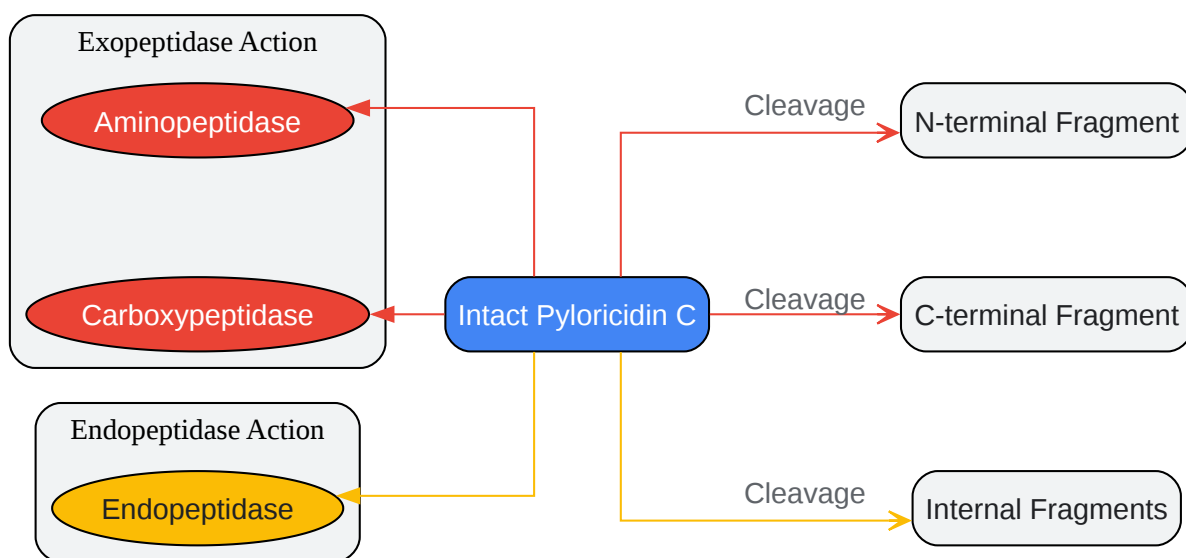 Exopeptidase Action
Aminopeptidase
Carboxypeptidase
Endopeptidase Action
Endopeptidase
Intact Pyloricidin C
Cleavage
N-terminal Fragment
Cleavage
C-terminal Fragment
Cleavage
Internal Fragments